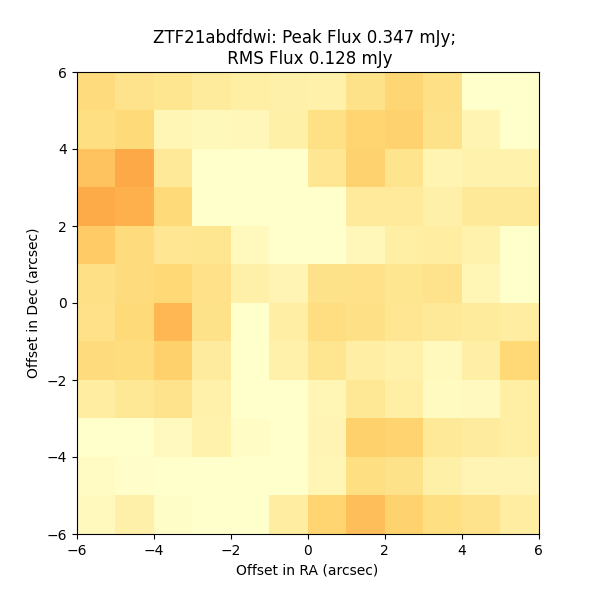 ZTF21abdfdwi: Peak Flux 0.347 mJy;
RMS Flux 0.128 mJy
6
4
2
0
−2
−4
−6
Offset in Dec (arcsec)
−6 −4 −2 0 2 4 6
Offset in RA (arcsec)